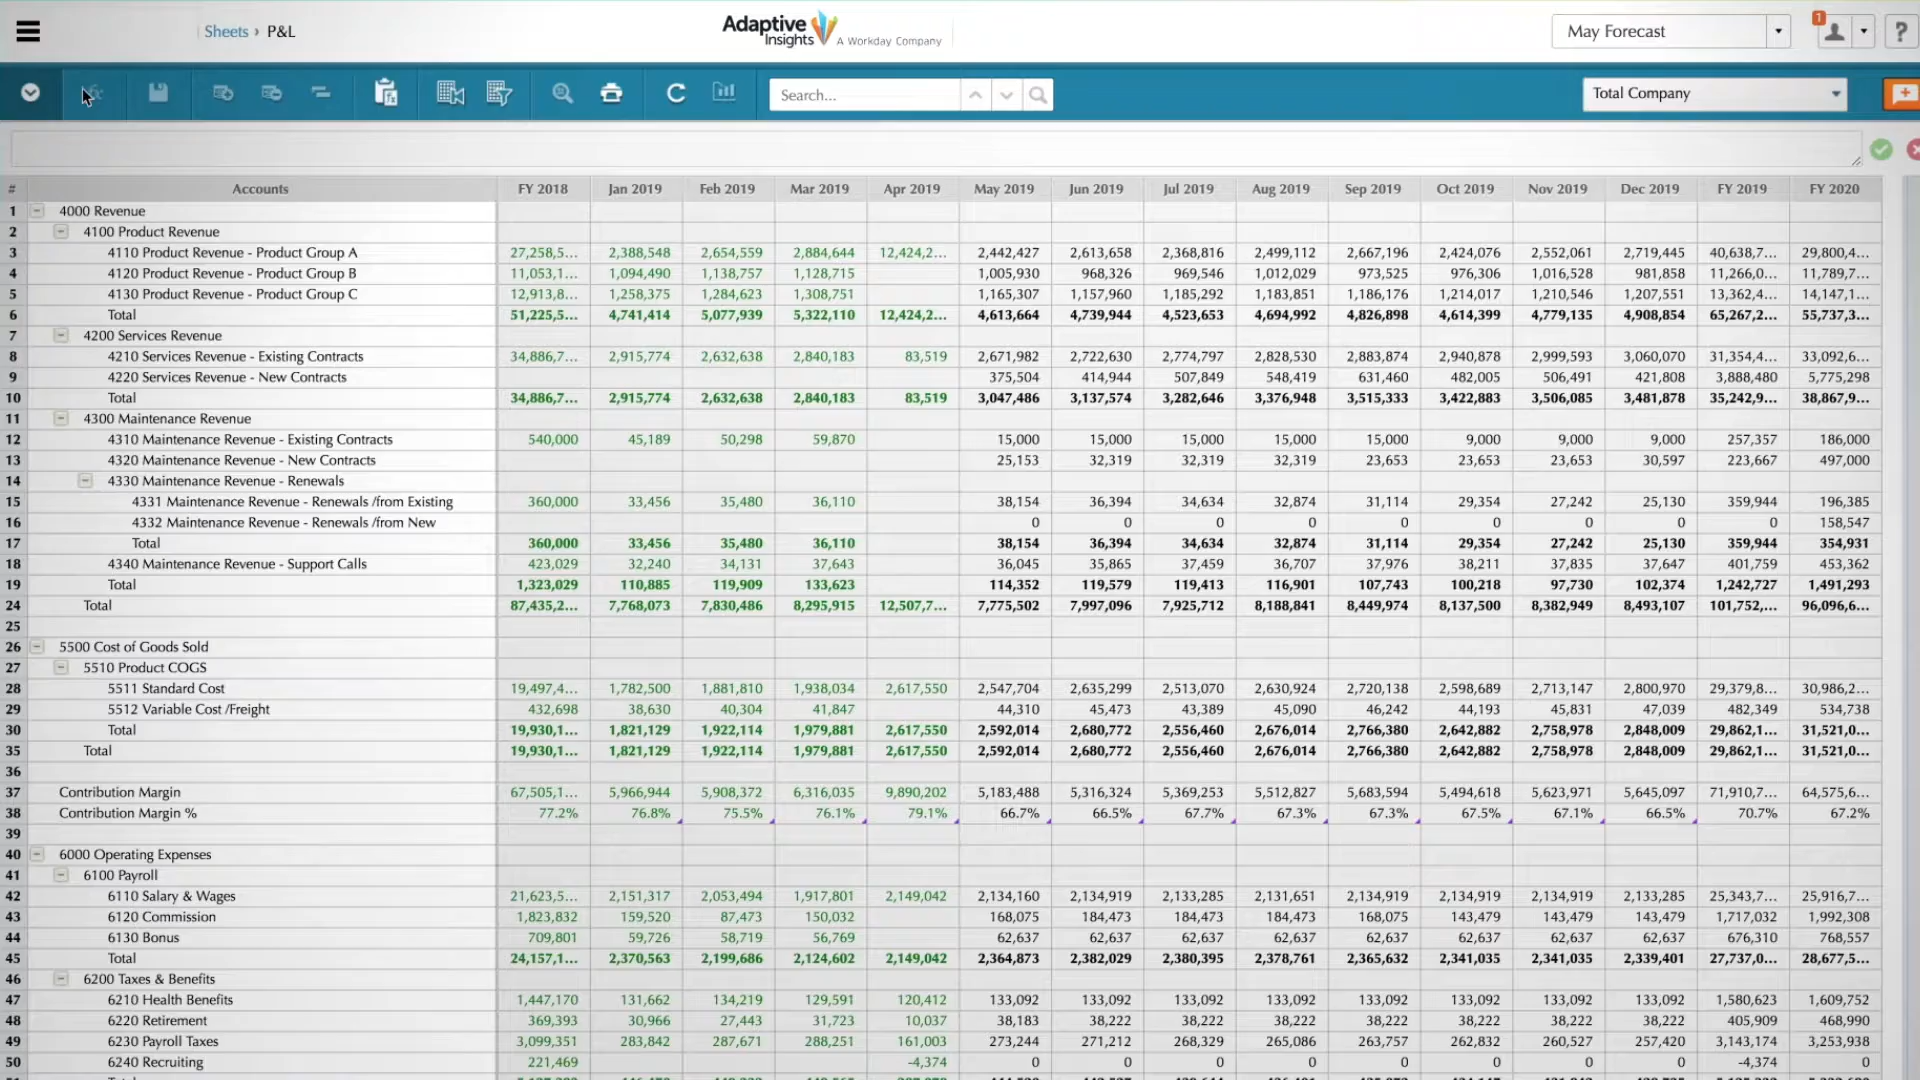 Sheets › P&L
Adaptive Insights A Workday Company
May Forecast
1
?
Search...
Total Company
# Accounts FY 2018 Jan 2019 Feb 2019 Mar 2019 Apr 2019 May 2019 Jun 2019 Jul 2019 Aug 2019 Sep 2019 Oct 2019 Nov 2019 Dec 2019 FY 2019 FY 2020
1 4000 Revenue
2 4100 Product Revenue
3 4110 Product Revenue - Product Group A 27,258,5... 2,388,548 2,654,559 2,884,644 12,424,2... 2,442,427 2,613,658 2,368,816 2,499,112 2,667,196 2,424,076 2,552,061 2,719,445 40,638,7... 29,800,4...
4 4120 Product Revenue - Product Group B 11,053,1... 1,094,490 1,138,757 1,128,715 1,005,930 968,326 969,546 1,012,029 973,525 976,306 1,016,528 981,858 11,266,0... 11,789,7...
5 4130 Product Revenue - Product Group C 12,913,8... 1,258,375 1,284,623 1,308,751 1,165,307 1,157,960 1,185,292 1,183,851 1,186,176 1,214,017 1,210,546 1,207,551 13,362,4... 14,147,1...
6 Total 51,225,5... 4,741,414 5,077,939 5,322,110 12,424,2... 4,613,664 4,739,944 4,523,653 4,694,992 4,826,898 4,614,399 4,779,135 4,908,854 65,267,2... 55,737,3...
7 4200 Services Revenue
8 4210 Services Revenue - Existing Contracts 34,886,7... 2,915,774 2,632,638 2,840,183 83,519 2,671,982 2,722,630 2,774,797 2,828,530 2,883,874 2,940,878 2,999,593 3,060,070 31,354,4... 33,092,6...
9 4220 Services Revenue - New Contracts 375,504 414,944 507,849 548,419 631,460 482,005 506,491 421,808 3,888,480 5,775,298
10 Total 34,886,7... 2,915,774 2,632,638 2,840,183 83,519 3,047,486 3,137,574 3,282,646 3,376,948 3,515,333 3,422,883 3,506,085 3,481,878 35,242,9... 38,867,9...
11 4300 Maintenance Revenue
12 4310 Maintenance Revenue - Existing Contracts 540,000 45,189 50,298 59,870 15,000 15,000 15,000 15,000 15,000 9,000 9,000 9,000 257,357 186,000
13 4320 Maintenance Revenue - New Contracts 25,153 32,319 32,319 32,319 23,653 23,653 23,653 30,597 223,667 497,000
14 4330 Maintenance Revenue - Renewals
15 4331 Maintenance Revenue - Renewals /from Existing 360,000 33,456 35,480 36,110 38,154 36,394 34,634 32,874 31,114 29,354 27,242 25,130 359,944 196,385
16 4332 Maintenance Revenue - Renewals /from New 0 0 0 0 0 0 0 0 0 158,547
17 Total 360,000 33,456 35,480 36,110 38,154 36,394 34,634 32,874 31,114 29,354 27,242 25,130 359,944 354,931
18 4340 Maintenance Revenue - Support Calls 423,029 32,240 34,131 37,643 36,045 35,865 37,459 36,707 37,976 38,211 37,835 37,647 401,759 453,362
19 Total 1,323,029 110,885 119,909 133,623 114,352 119,579 119,413 116,901 107,743 100,218 97,730 102,374 1,242,727 1,491,293
24 Total 87,435,2... 7,768,073 7,830,486 8,295,915 12,507,7... 7,775,502 7,997,096 7,925,712 8,188,841 8,449,974 8,137,500 8,382,949 8,493,107 101,752,... 96,096,6...
25
26 5500 Cost of Goods Sold
27 5510 Product COGS
28 5511 Standard Cost 19,497,4... 1,782,500 1,881,810 1,938,034 2,617,550 2,547,704 2,635,299 2,513,070 2,630,924 2,720,138 2,598,689 2,713,147 2,800,970 29,379,8... 30,986,2...
29 5512 Variable Cost /Freight 432,698 38,630 40,304 41,847 44,310 45,473 43,389 45,090 46,242 44,193 45,831 47,039 482,349 534,738
30 Total 19,930,1... 1,821,129 1,922,114 1,979,881 2,617,550 2,592,014 2,680,772 2,556,460 2,676,014 2,766,380 2,642,882 2,758,978 2,848,009 29,862,1... 31,521,0...
35 Total 19,930,1... 1,821,129 1,922,114 1,979,881 2,617,550 2,592,014 2,680,772 2,556,460 2,676,014 2,766,380 2,642,882 2,758,978 2,848,009 29,862,1... 31,521,0...
36
37 Contribution Margin 67,505,1... 5,966,944 5,908,372 6,316,035 9,890,202 5,183,488 5,316,324 5,369,253 5,512,827 5,683,594 5,494,618 5,623,971 5,645,097 71,910,7... 64,575,6...
38 Contribution Margin % 77.2% 76.8% 75.5% 76.1% 79.1% 66.7% 66.5% 67.7% 67.3% 67.3% 67.5% 67.1% 66.5% 70.7% 67.2%
39
40 6000 Operating Expenses
41 6100 Payroll
42 6110 Salary & Wages 21,623,5... 2,151,317 2,053,494 1,917,801 2,149,042 2,134,160 2,134,919 2,133,285 2,131,651 2,134,919 2,134,919 2,134,919 2,133,285 25,343,7... 25,916,7...
43 6120 Commission 1,823,832 159,520 87,473 150,032 168,075 184,473 184,473 184,473 168,075 143,479 143,479 143,479 1,717,032 1,992,308
44 6130 Bonus 709,801 59,726 58,719 56,769 62,637 62,637 62,637 62,637 62,637 62,637 62,637 62,637 676,310 768,557
45 Total 24,157,1... 2,370,563 2,199,686 2,124,602 2,149,042 2,364,873 2,382,029 2,380,395 2,378,761 2,365,632 2,341,035 2,341,035 2,339,401 27,737,0... 28,677,5...
46 6200 Taxes & Benefits
47 6210 Health Benefits 1,447,170 131,662 134,219 129,591 120,412 133,092 133,092 133,092 133,092 133,092 133,092 133,092 133,092 1,580,623 1,609,752
48 6220 Retirement 369,393 30,966 27,443 31,723 10,037 38,183 38,222 38,222 38,222 38,222 38,222 38,222 38,222 405,909 468,990
49 6230 Payroll Taxes 3,099,351 283,842 287,671 288,251 161,003 273,244 271,212 268,329 265,086 263,757 262,832 260,527 257,420 3,143,174 3,253,938
50 6240 Recruiting 221,469 -4,374 0 0 0 0 0 0 0 0 -4,374 0